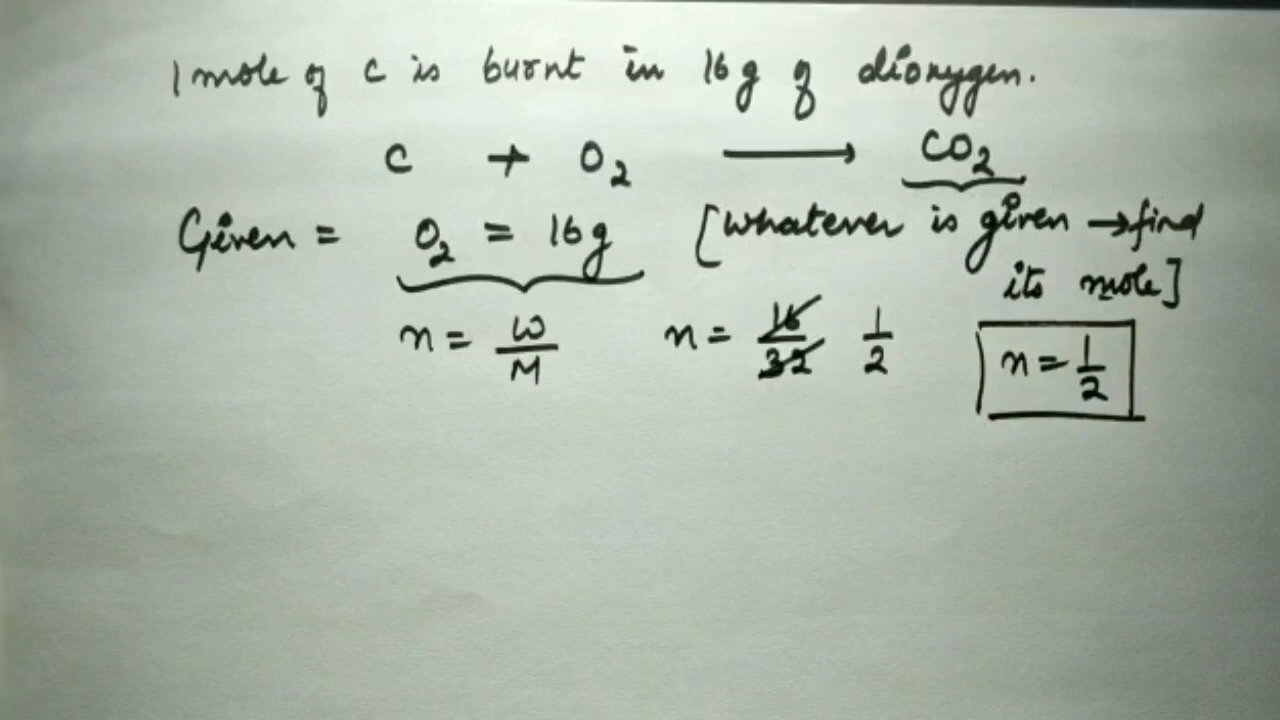 1 mole of C is burnt in 16g of dioxygen.
C + O₂ ⟶ CO₂
Given = O₂ = 16g [Whatever is given → find
its mole]
n = W/M n = 16/32 1/2 n = 1/2